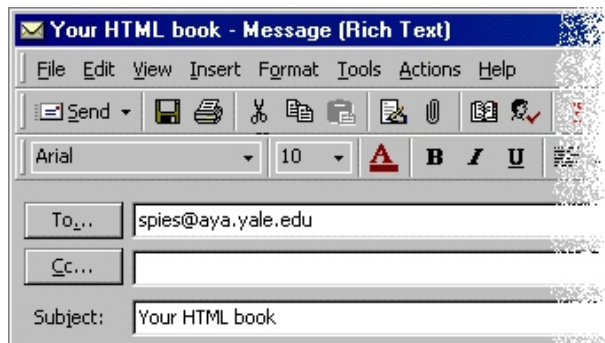 Your HTML book - Message (Rich Text)
File Edit View Insert Format Tools Actions Help
Send
Arial 10 A B I U
To... spies@aya.yale.edu
Cc...
Subject: Your HTML book